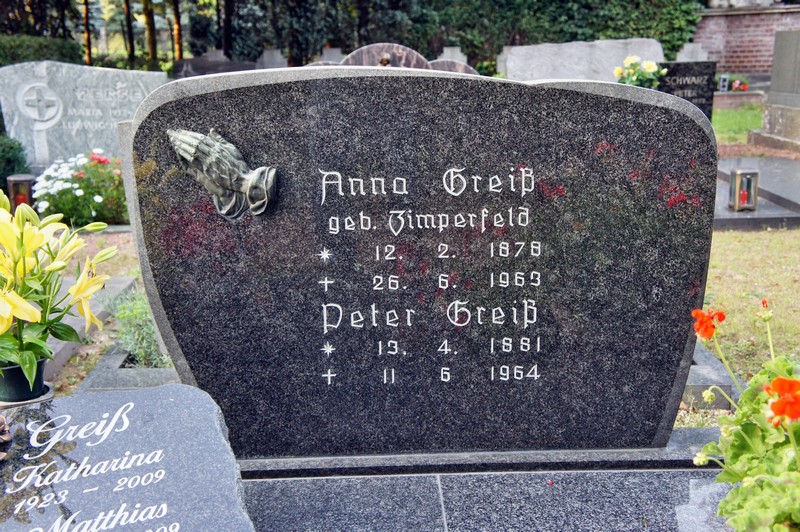 Anna Greiß
geb. Zimperfeld
* 12. 2. 1878
+ 26. 6. 1963
Peter Greiß
* 13. 4. 1881
+ 11 6 1964
Greiß
Katharina
1923 – 2009
Matthias
SCHWARZ